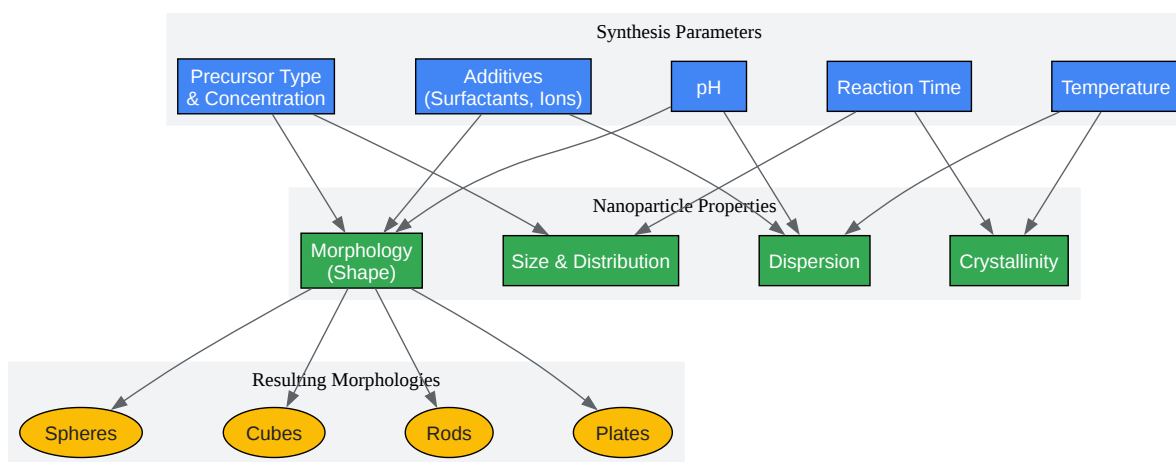 Synthesis Parameters
Precursor Type
& Concentration
Additives
(Surfactants, Ions)
pH
Reaction Time
Temperature
Nanoparticle Properties
Morphology
(Shape)
Size & Distribution
Dispersion
Crystallinity
Resulting Morphologies
Spheres
Cubes
Rods
Plates